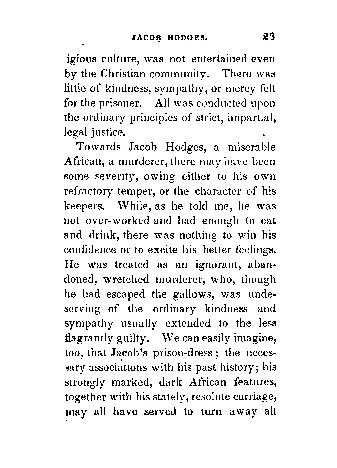 JACOB HODGES. 23
igious culture, was not entertained even
by the Christian community. There was
little of kindness, sympathy, or mercy felt
for the prisoner. All was conducted upon
the ordinary principles of strict, impartial,
legal justice.
Towards Jacob Hodges, a miserable
African, a murderer, there may have been
some severity, owing either to his own
refractory temper, or the character of his
keepers. While, as he told me, he was
not over-worked and had enough to eat
and drink, there was nothing to win his
confidence or to excite his better feelings.
He was treated as an ignorant, aban-
doned, wretched murderer, who, though
he had escaped the gallows, was unde-
serving of the ordinary kindness and
sympathy usually extended to the less
flagrantly guilty. We can easily imagine,
too, that Jacob's prison-dress; the neces-
sary associations with his past history; his
strongly marked, dark African features,
together with his stately, resolute carriage,
may all have served to turn away all